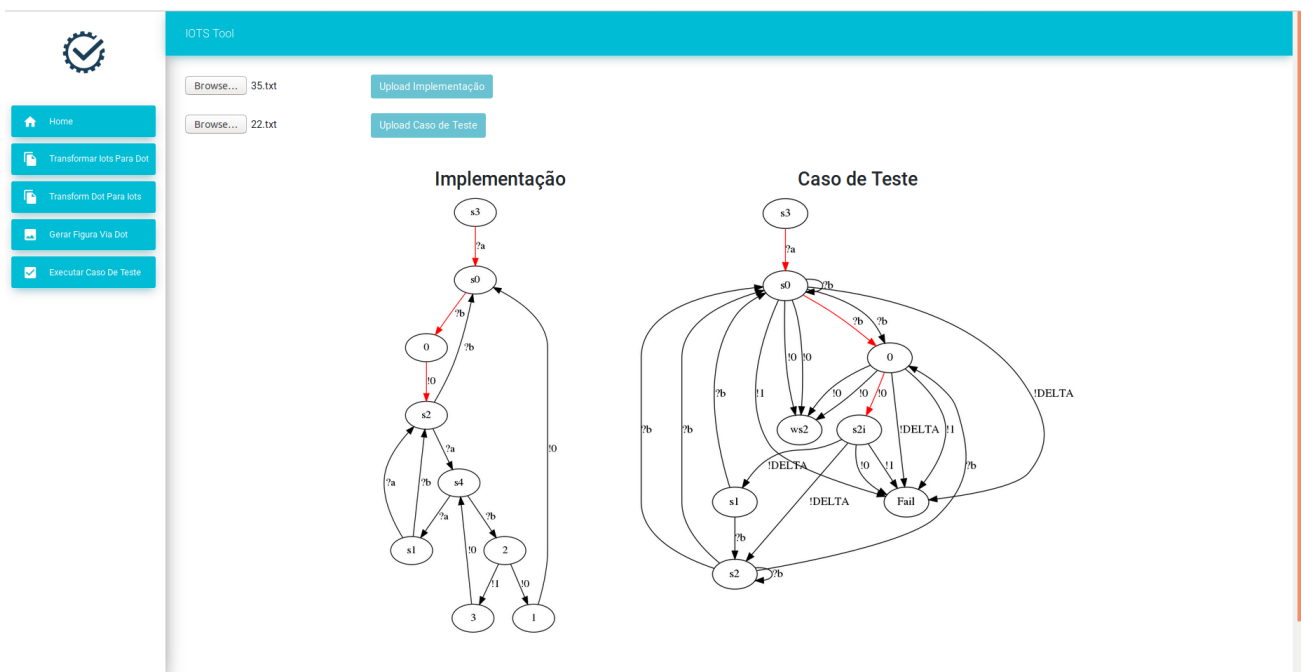 IOTS Tool
Browse... 35.txt Upload Implementação
Browse... 22.txt Upload Caso de Teste
Home
Transformar Iots Para Dot
Transform Dot Para Iots
Gerar Figura Via Dot
Executar Caso De Teste
Implementação
s3
?a
s0
?b
0
?b
!0
s2
?a
?a
?b
s4
!0
?a
?b
s1
!0
2
!1
!0
3
1
Caso de Teste
s3
?a
s0
?b
?b
?b
0
!0
!0
?b
!1
!0
!0
!0
!DELTA
ws2
s2i
!DELTA
!1
?b
?b
!DELTA
!0
!1
?b
s1
!DELTA
Fail
?b
s2
?b